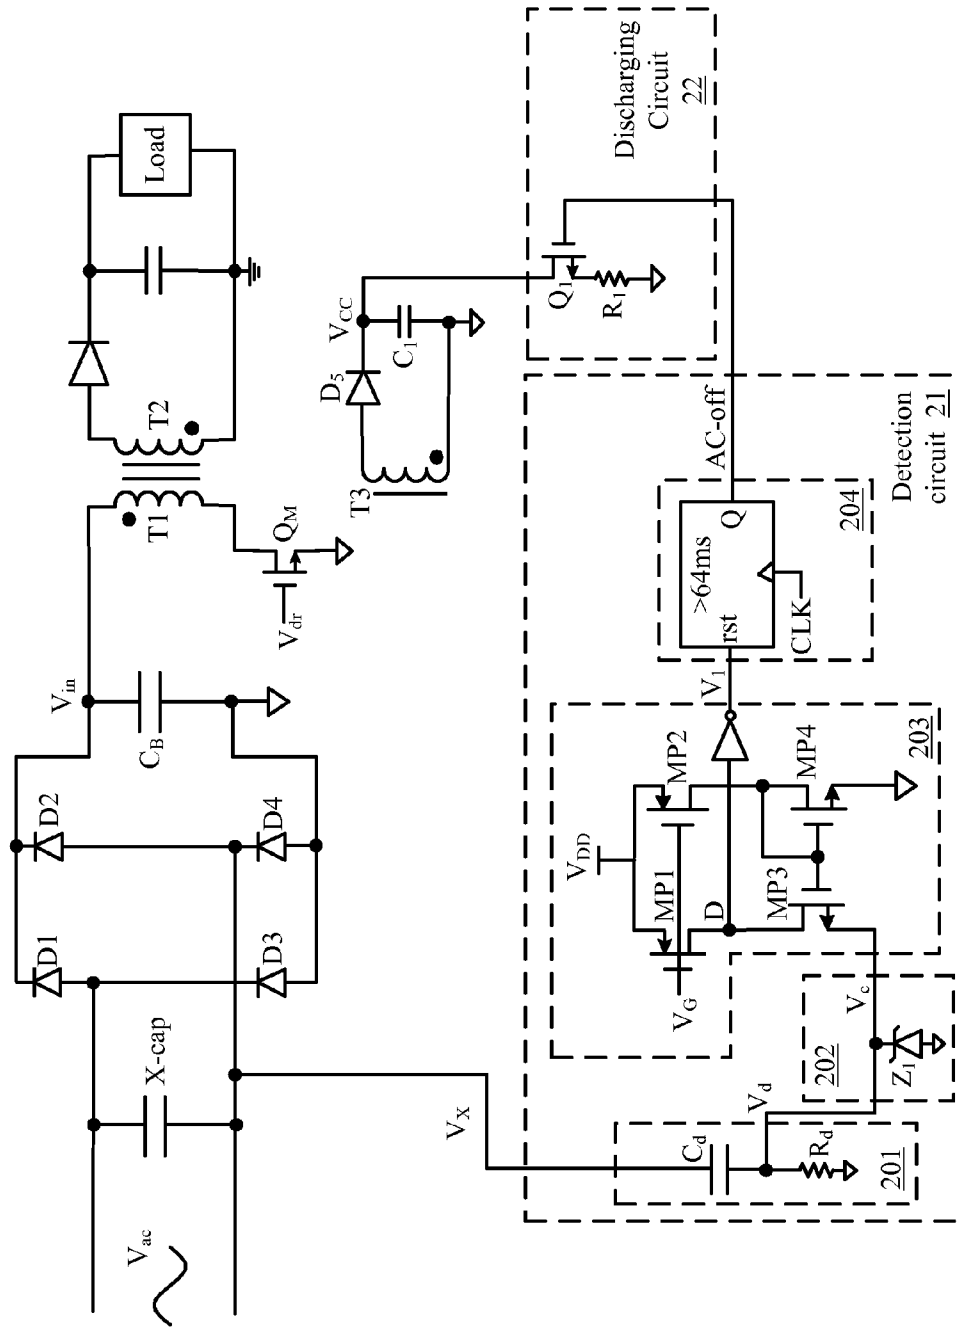 V_ac
X-cap
D1
D2
D3
D4
V_in
C_B
T1
T2
Load
V_dr
Q_M
T3
D_5
V_CC
C_1
V_X
Q_1
R_1
Discharging
Circuit
22
C_d
R_d
201
V_d
V_c
Z_1
202
V_G
V_DD
MP1
MP2
D
MP3
MP4
203
V_1
rst
>64ms
Q
CLK
204
AC-off
Detection
circuit 21